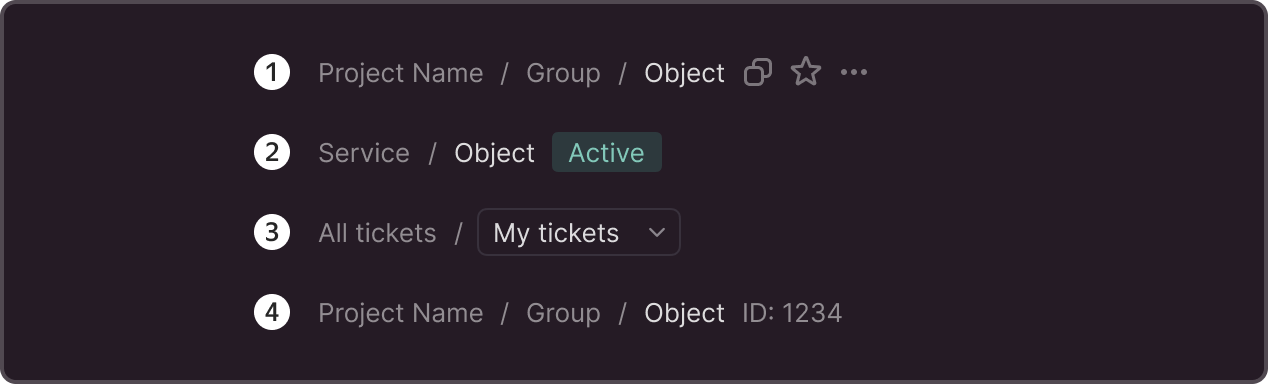 1 Project Name / Group / Object
2 Service / Object Active
3 All tickets / My tickets
4 Project Name / Group / Object ID: 1234